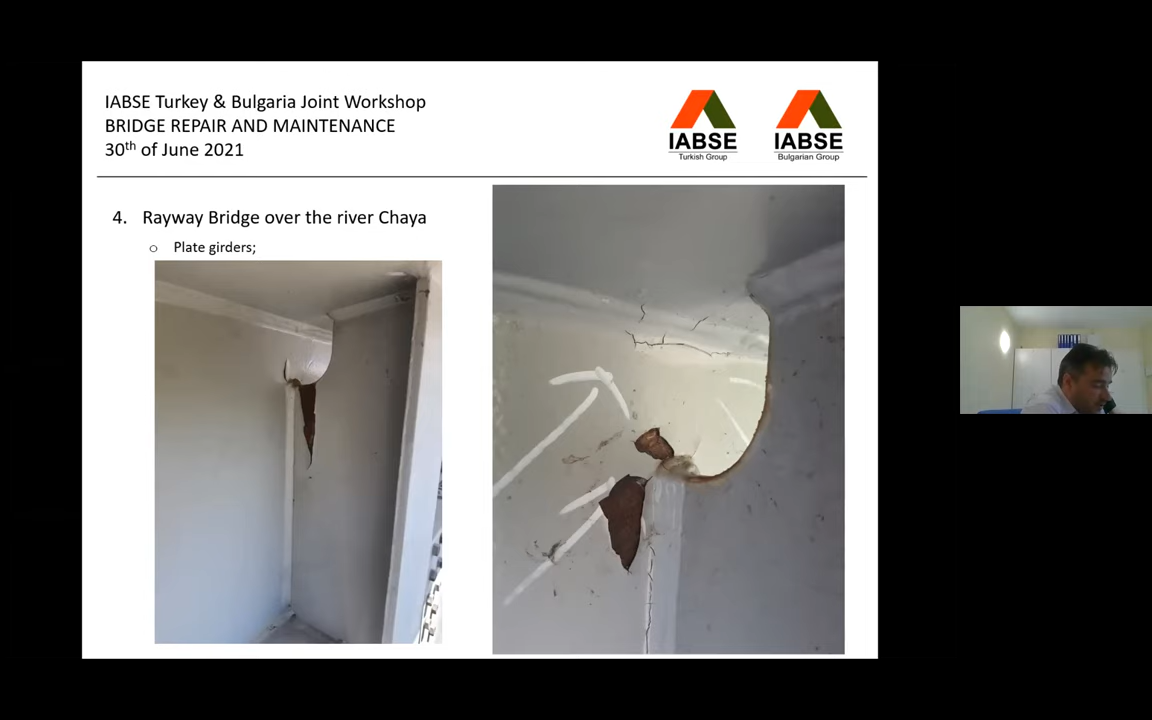 IABSE Turkey & Bulgaria Joint Workshop
BRIDGE REPAIR AND MAINTENANCE
30th of June 2021
IABSE
Turkish Group
IABSE
Bulgarian Group
4. Rayway Bridge over the river Chaya
○ Plate girders;